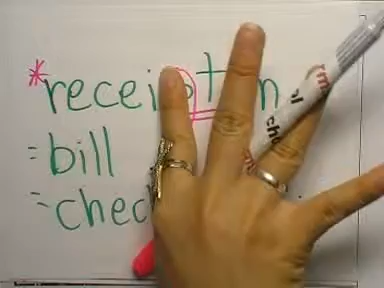 *receipt n
= bill
= chec